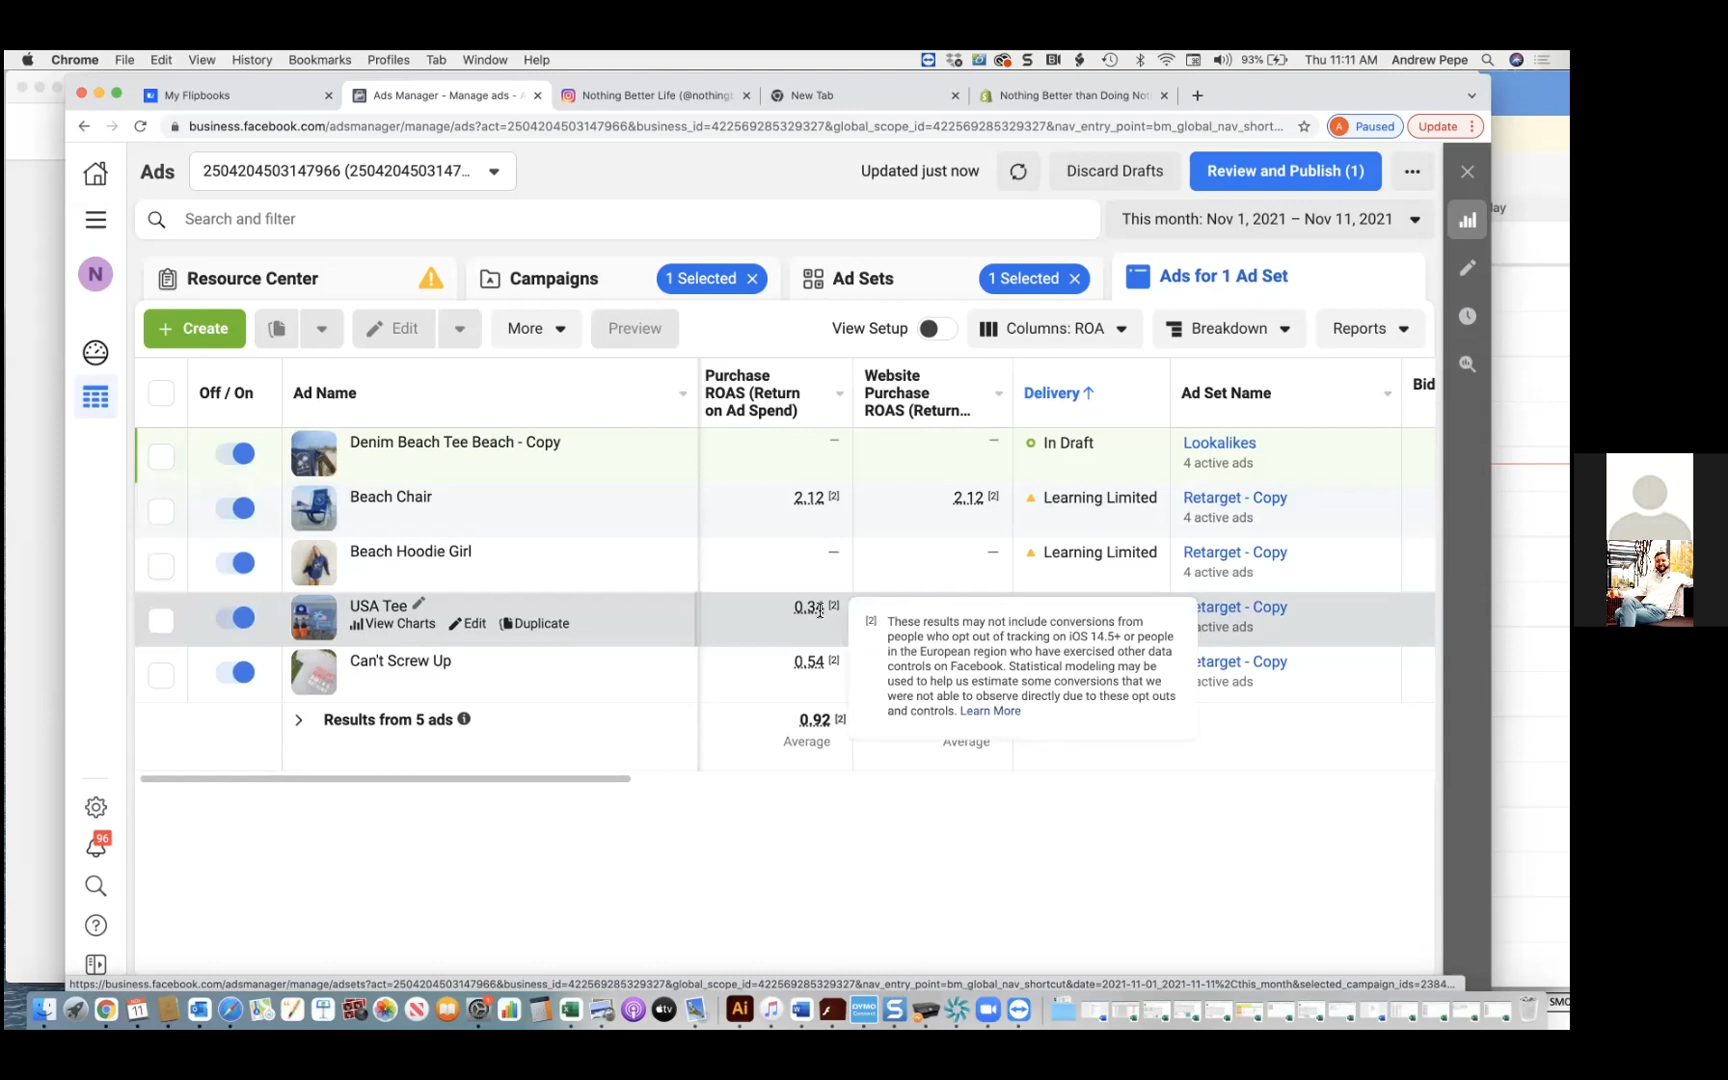 Chrome File Edit View History Bookmarks Profiles Tab Window Help 93% Thu 11:11 AM Andrew Pepe
My Flipbooks Ads Manager - Manage ads - Nothing Better Life (@nothing New Tab Nothing Better than Doing Not
business.facebook.com/adsmanager/manage/ads?act=2504204503147966&business_id=422569285329327&global_scope_id=422569285329327&nav_entry_point=bm_global_nav_short... A Paused Update
Ads 2504204503147966 (25042045031​47... Updated just now Discard Drafts Review and Publish (1)
Search and filter This month: Nov 1, 2021 – Nov 11, 2021
N
Resource Center Campaigns 1 Selected Ad Sets 1 Selected Ads for 1 Ad Set
+ Create Edit More Preview View Setup Columns: ROA Breakdown Reports
Off / On Ad Name Purchase ROAS (Return on Ad Spend) Website Purchase ROAS (Return... Delivery↑ Ad Set Name Bid
Denim Beach Tee Beach - Copy — — In Draft Lookalikes
4 active ads
Beach Chair 2.12 [2] 2.12 [2] Learning Limited Retarget - Copy
4 active ads
Beach Hoodie Girl — — Learning Limited Retarget - Copy
4 active ads
USA Tee [2] etarget - Copy
View Charts Edit Duplicate active ads
Can't Screw Up 0.54 [2] etarget - Copy
active ads
[2] These results may not include conversions from
people who opt out of tracking on iOS 14.5+ or people
in the European region who have exercised other data
controls on Facebook. Statistical modeling may be
used to help us estimate some conversions that we
were not able to observe directly due to these opt outs
and controls. Learn More
Results from 5 ads 0.92 [2]
Average Average
96
https://business.facebook.com/adsmanager/manage/adsets?act=2504204503147966&business_id=422569285329327&global_scope_id=422569285329327&nav_entry_point=bm_global_nav_shortcut&date=2021-11-01_2021-11-11%2Cthis_month&selected_campaign_ids=2384...